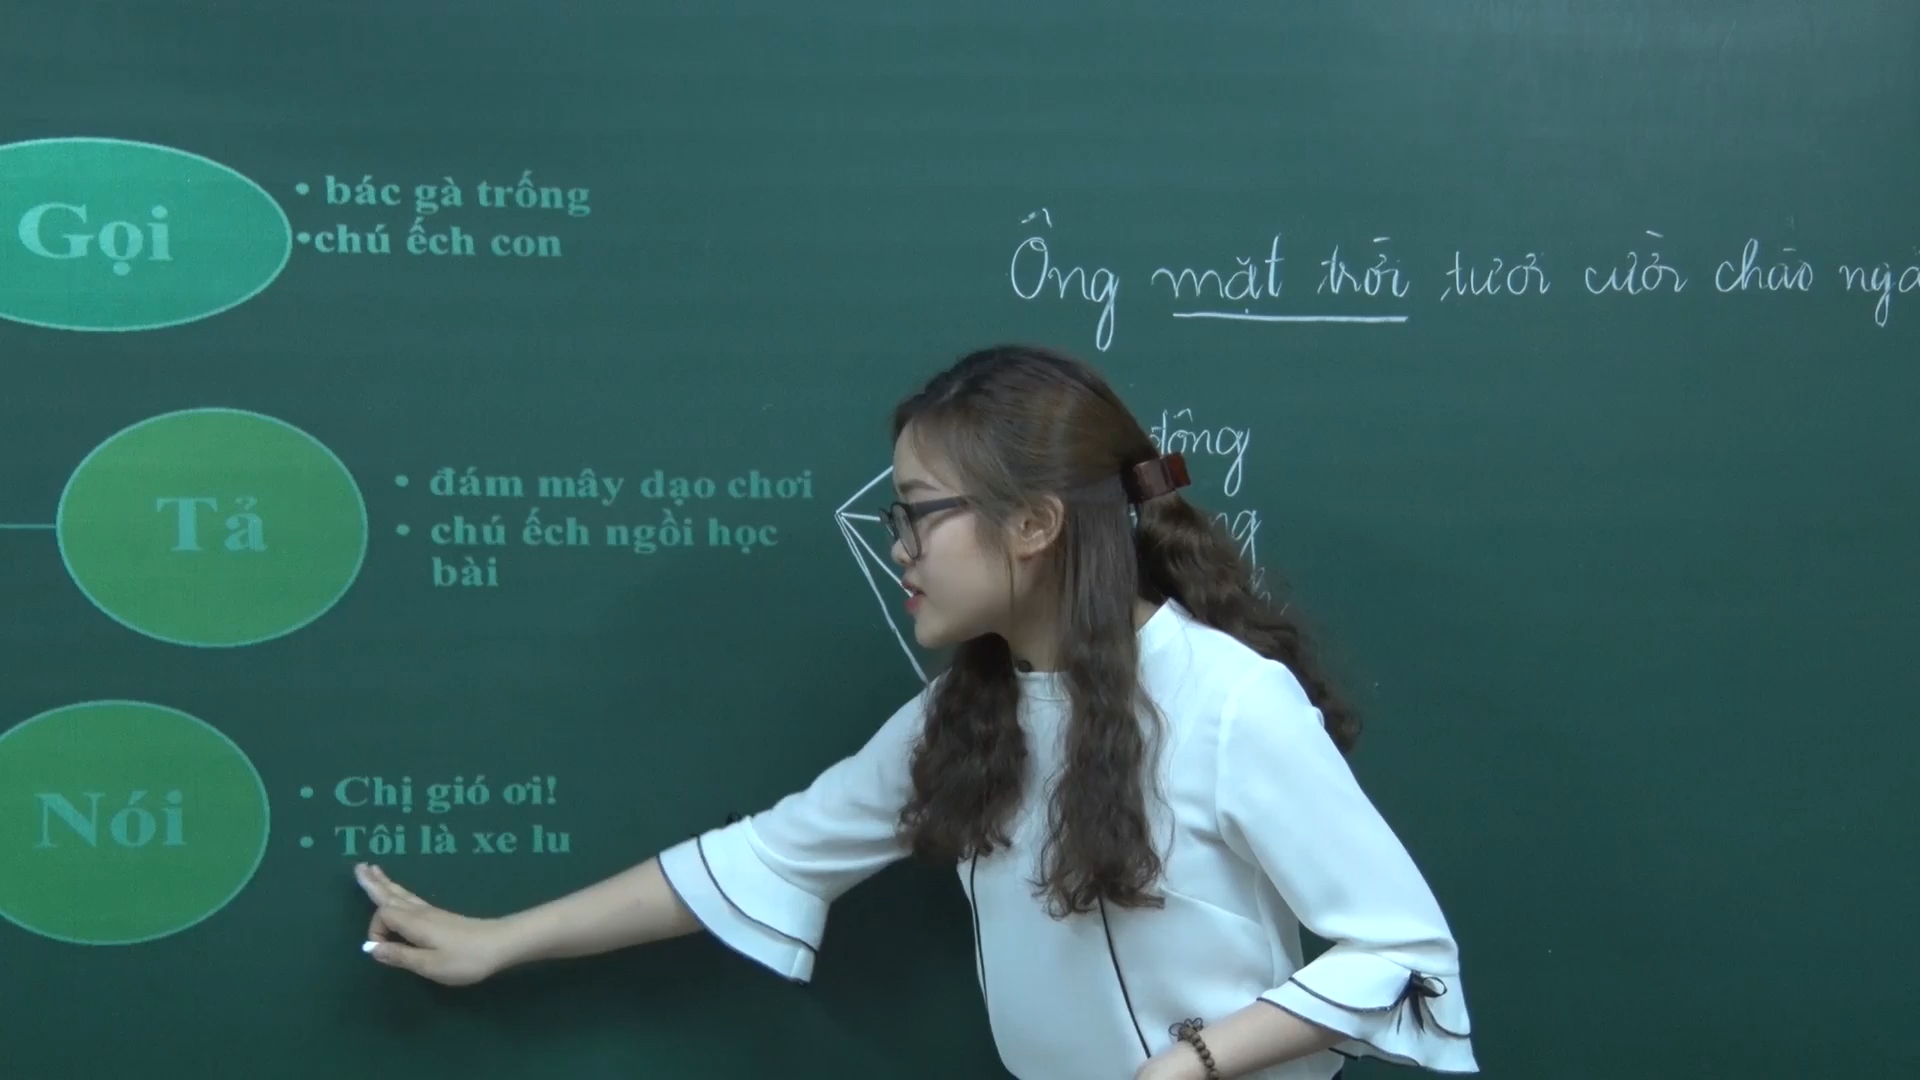 Gọi
• bác gà trống
•chú ếch con
Ông mặt trời tươi cười chào
Tả
• đám mây dạo chơi
• chú ếch ngồi học
bài
Nói
• Chị gió ơi!
• Tôi là xe lu